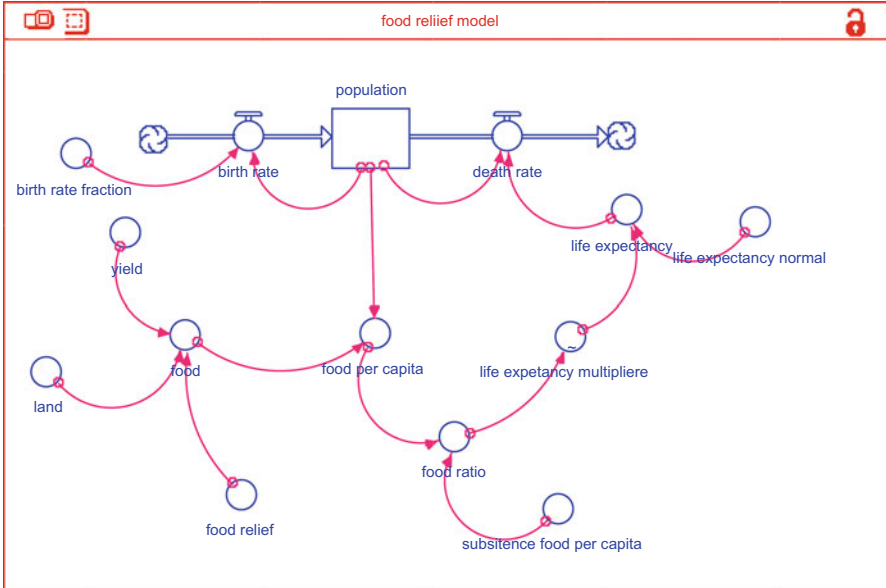 food reliief model
population
birth rate
death rate
birth rate fraction
life expectancy
life expectancy normal
yield
food
food per capita
life expetancy multipliere
~
land
food ratio
food relief
subsitence food per capita